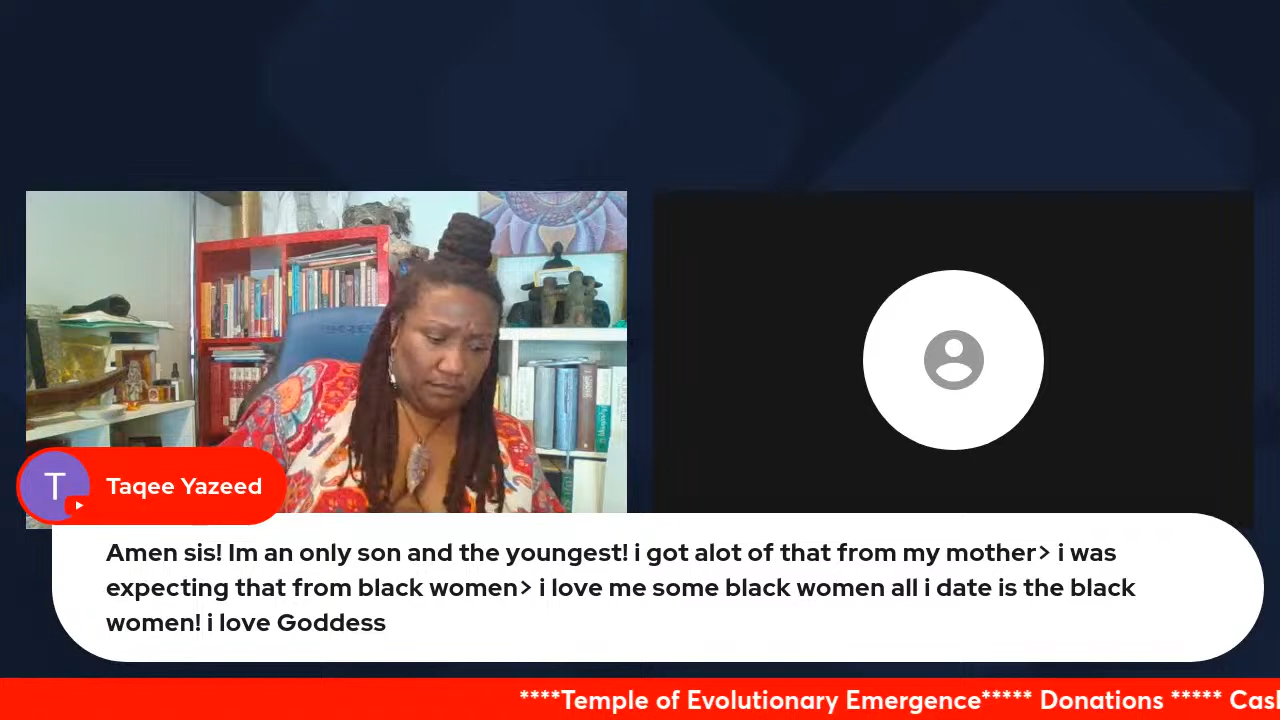 Taqee Yazeed
Amen sis! Im an only son and the youngest! i got alot of that from my mother> i was
expecting that from black women> i love me some black women all i date is the black
women! i love Goddess
****Temple of Evolutionary Emergence***** Donations *****